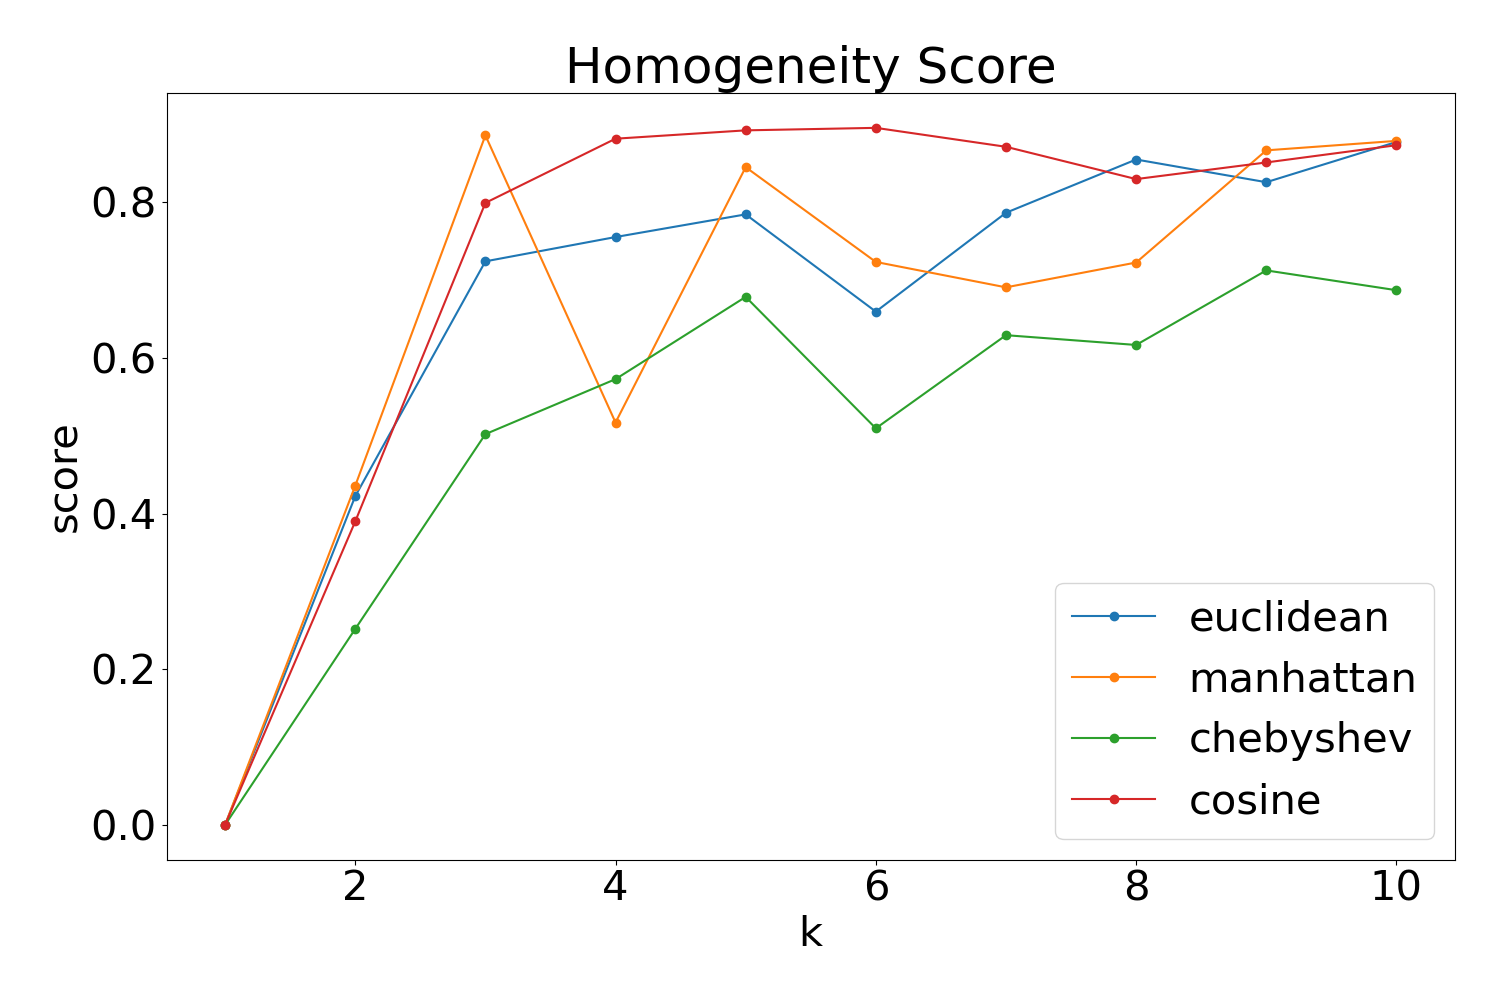 Homogeneity Score
score
0.8
0.6
0.4
0.2
0.0
2 4 6 8 10
k
euclidean
manhattan
chebyshev
cosine